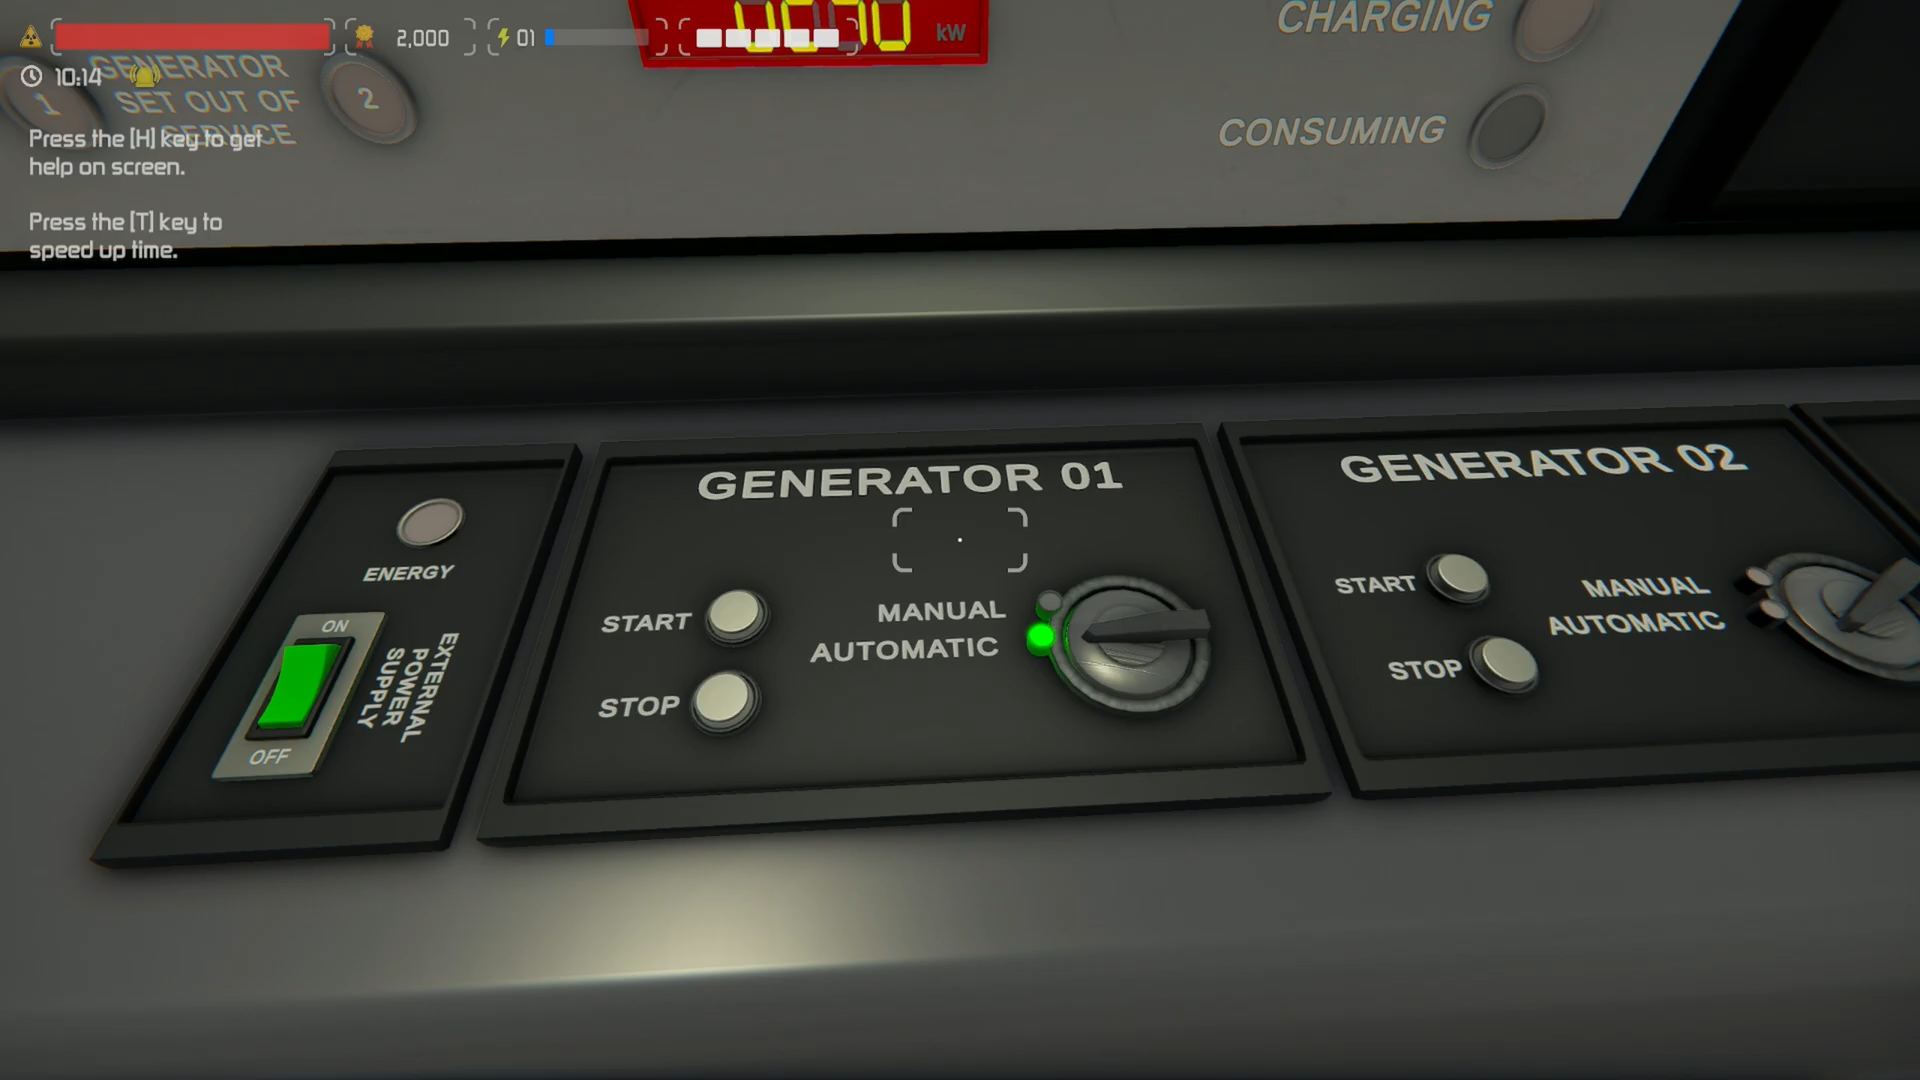 2,000
01
kW
CHARGING
10:14
GENERATOR
SET OUT OF
SERVICE
1
2
CONSUMING
Press the [H] key to get
help on screen.
Press the [T] key to
speed up time.
ENERGY
ON
OFF
EXTERNAL
POWER
SUPPLY
GENERATOR 01
START
STOP
MANUAL
AUTOMATIC
GENERATOR 02
START
STOP
MANUAL
AUTOMATIC